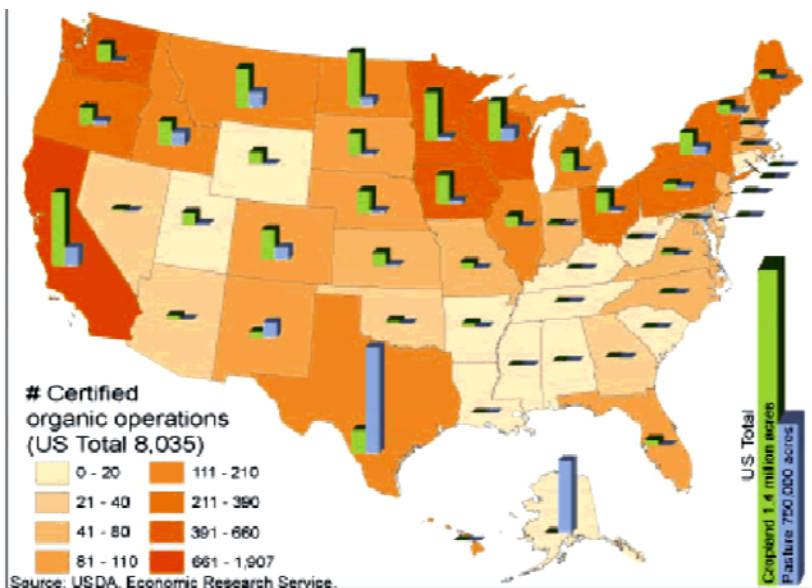 # Certified
organic operations
(US Total 8,035)
0 - 20
111 - 210
21 - 40
211 - 390
41 - 80
391 - 660
81 - 110
661 - 1,907
Source: USDA, Economic Research Service.
US Total
Cropland 1.4 million acres
Pasture 750,000 acres